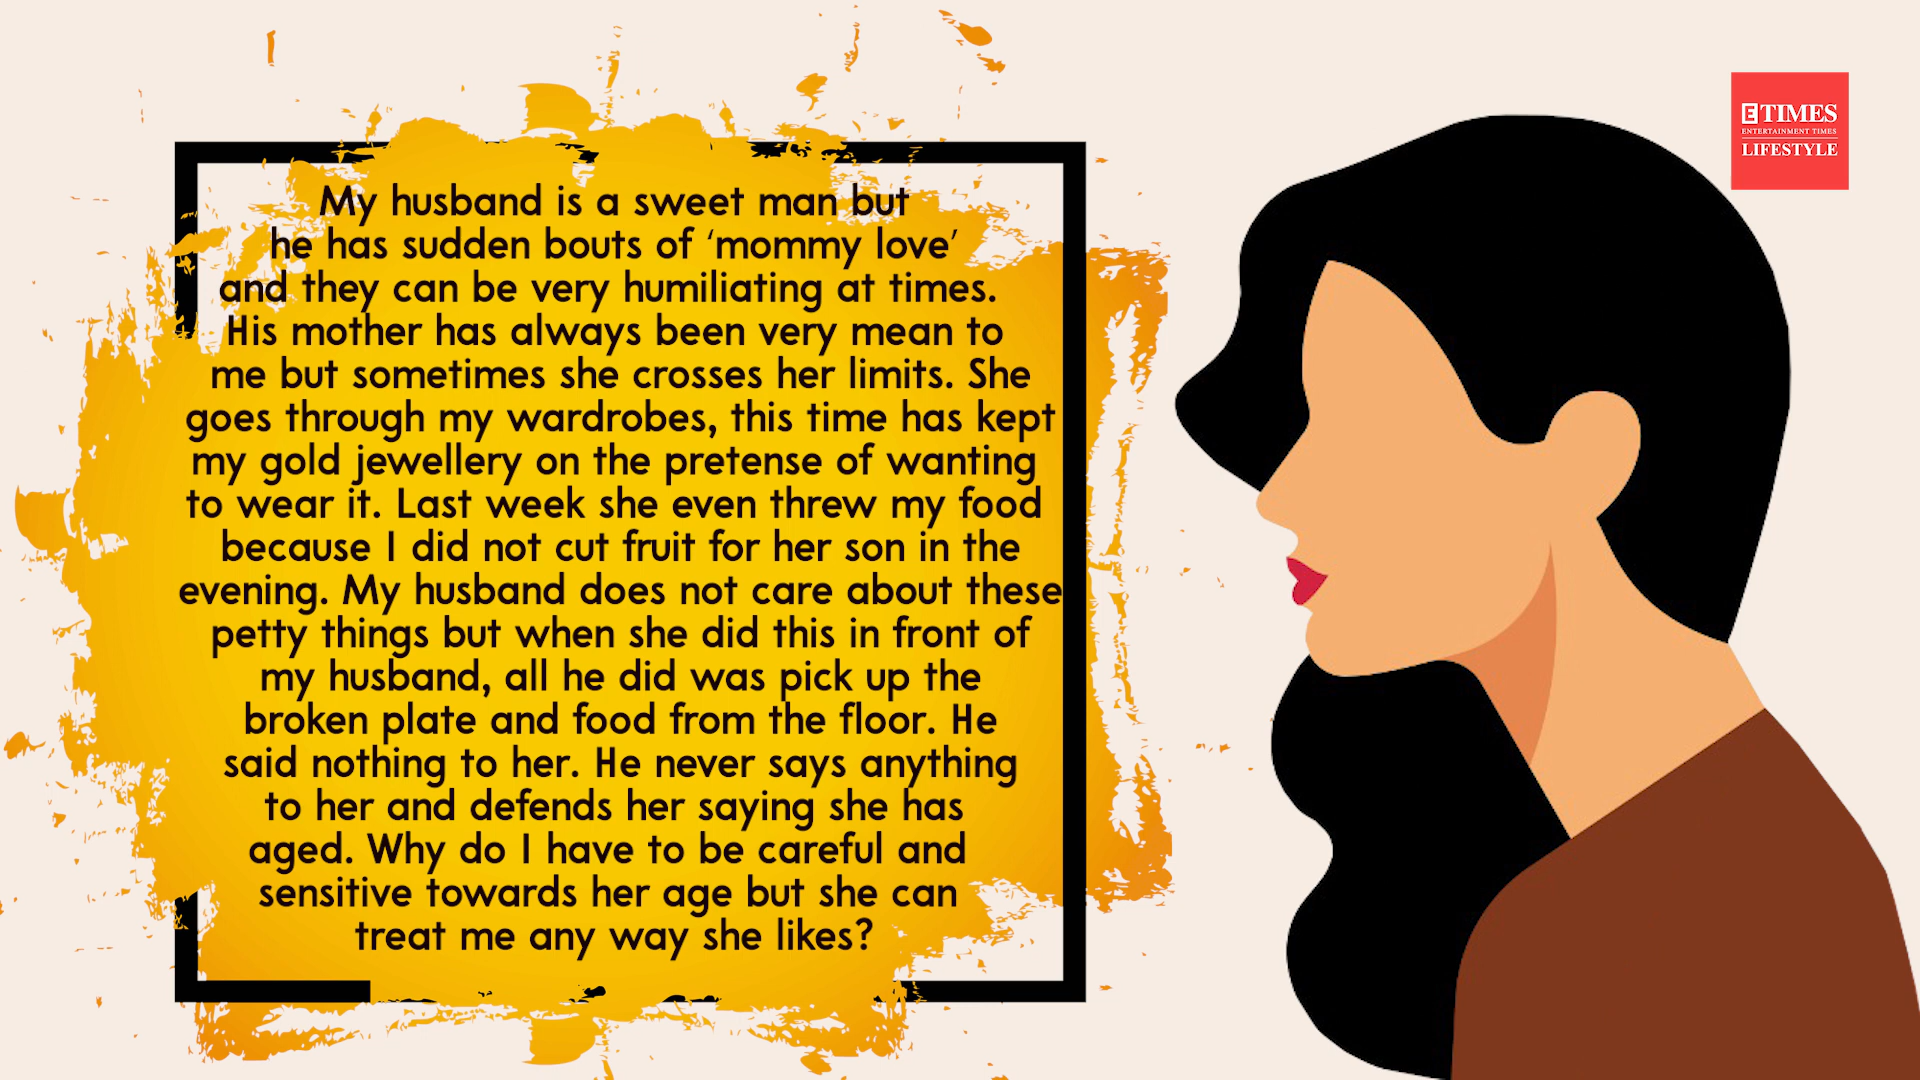 My husband is a sweet man but
he has sudden bouts of ‘mommy love’
and they can be very humiliating at times.
His mother has always been very mean to
me but sometimes she crosses her limits. She
goes through my wardrobes, this time has kept
my gold jewellery on the pretense of wanting
to wear it. Last week she even threw my food
because I did not cut fruit for her son in the
evening. My husband does not care about these
petty things but when she did this in front of
my husband, all he did was pick up the
broken plate and food from the floor. He
said nothing to her. He never says anything
to her and defends her saying she has
aged. Why do I have to be careful and
sensitive towards her age but she can
treat me any way she likes?
ETIMES
ENTERTAINMENT TIMES
LIFESTYLE